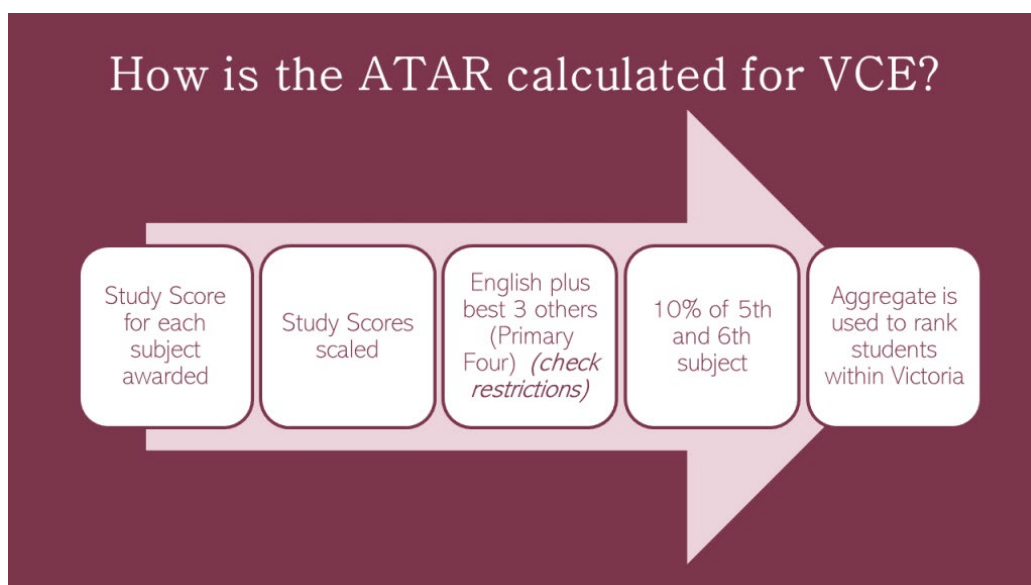 How is the ATAR calculated for VCE?
Study Score
for each
subject
awarded
Study Scores
scaled
English plus
best 3 others
(Primary
Four) (check
restrictions)
10% of 5th
and 6th
subject
Aggregate is
used to rank
students
within Victoria